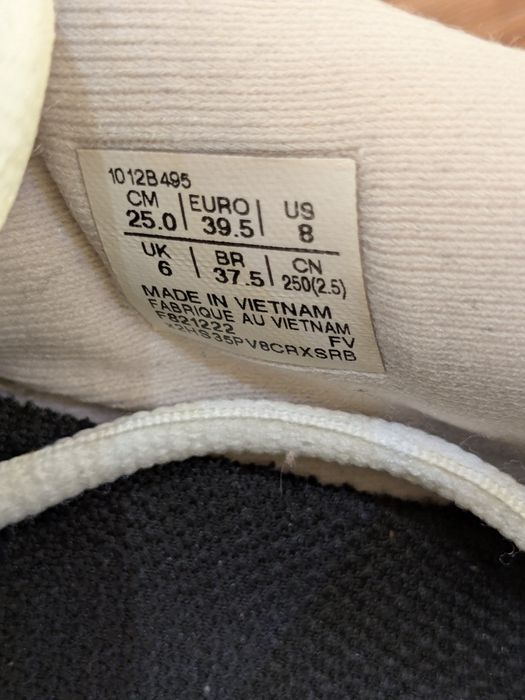 1012B495
CM | EURO | US
25.0 | 39.5 | 8
UK | BR | CN
6 | 37.5 | 250(2.5)
MADE IN VIETNAM
FABRIQUE AU VIETNAM
F821222 FV